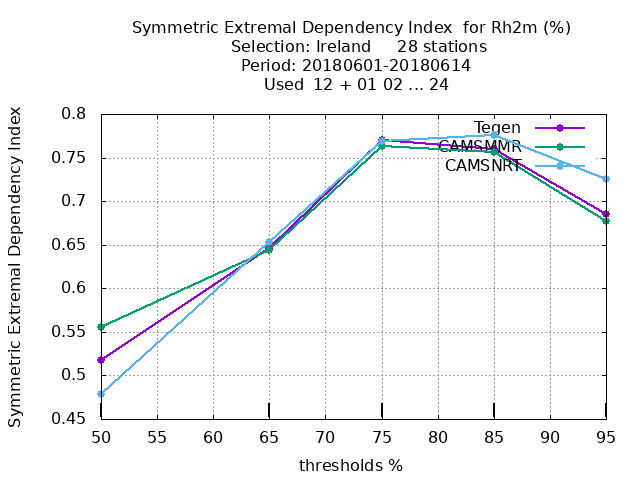 Symmetric Extremal Dependency Index for Rh2m (%)
Selection: Ireland 28 stations
Period: 20180601-20180614
Used 12 + 01 02 ... 24
Symmetric Extremal Dependency Index
0.8
0.75
0.7
0.65
0.6
0.55
0.5
0.45
Tegen
CAMSMMR
CAMSNRT
50 55 60 65 70 75 80 85 90 95
thresholds %